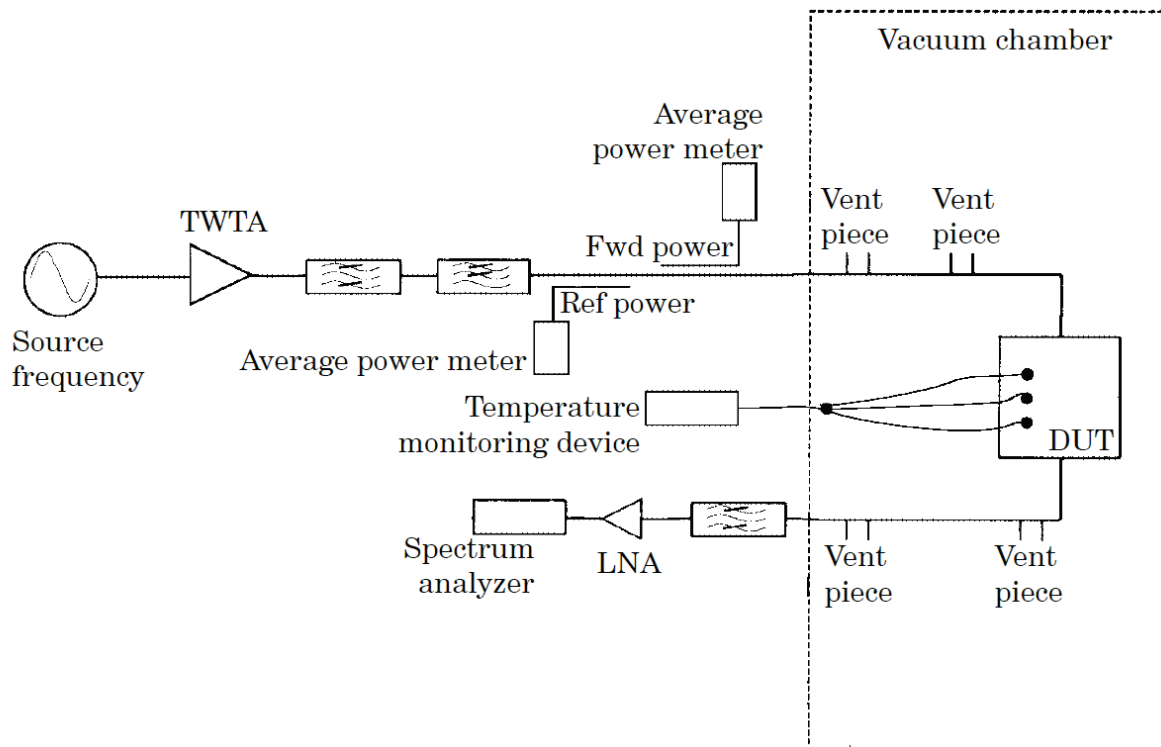 Vacuum chamber
Average
power meter
TWTA
Vent
piece
Vent
piece
Fwd power
Ref power
Source
frequency
Average power meter
Temperature
monitoring device
DUT
Spectrum
analyzer
LNA
Vent
piece
Vent
piece